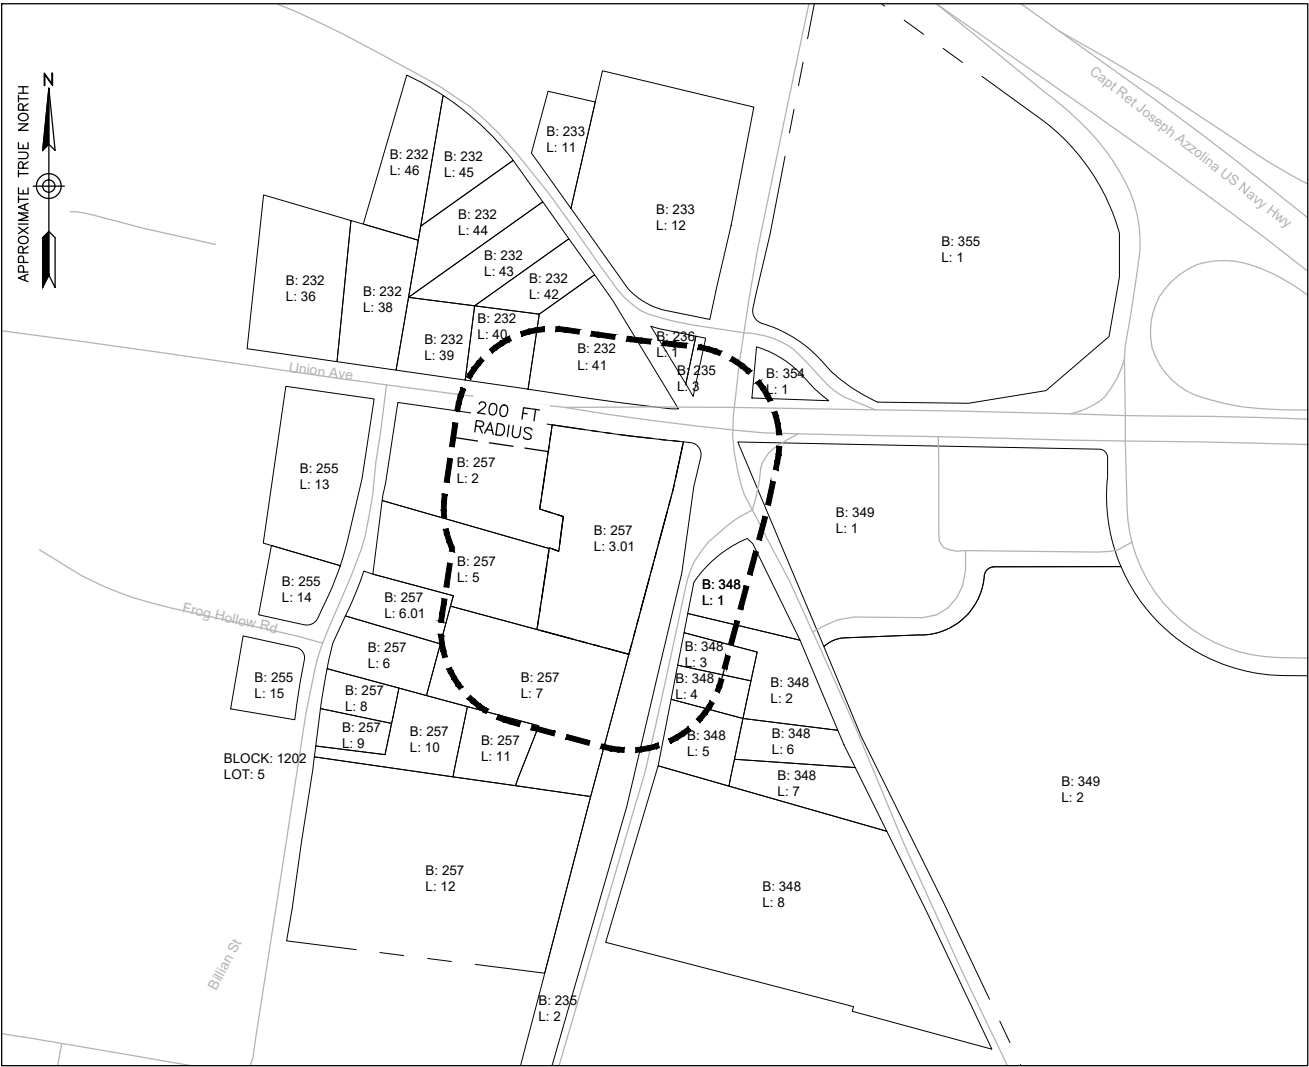 N
APPROXIMATE TRUE NORTH
Capt Ret Joseph Azzolina US Navy Hwy
B: 232
L: 46
B: 232
L: 45
B: 233
L: 11
B: 233
L: 12
B: 232
L: 44
B: 355
L: 1
B: 232
L: 43
B: 232
L: 42
B: 232
L: 36
B: 232
L: 38
B: 232
L: 40
B: 232
L: 39
B: 232
L: 41
B: 236
L: 1
B: 235
L: 3
B: 354
L: 1
Union Ave
200 FT
RADIUS
B: 255
L: 13
B: 257
L: 2
B: 257
L: 3.01
B: 349
L: 1
B: 257
L: 5
B: 255
L: 14
B: 257
L: 6.01
B: 348
L: 1
Frog Hollow Rd
B: 257
L: 6
B: 348
L: 3
B: 255
L: 15
B: 257
L: 7
B: 348
L: 4
B: 348
L: 2
B: 257
L: 8
B: 257
L: 9
B: 257
L: 10
B: 257
L: 11
B: 348
L: 5
B: 348
L: 6
BLOCK: 1202
LOT: 5
B: 348
L: 7
B: 349
L: 2
B: 257
L: 12
B: 348
L: 8
Billian St
B: 235
L: 2